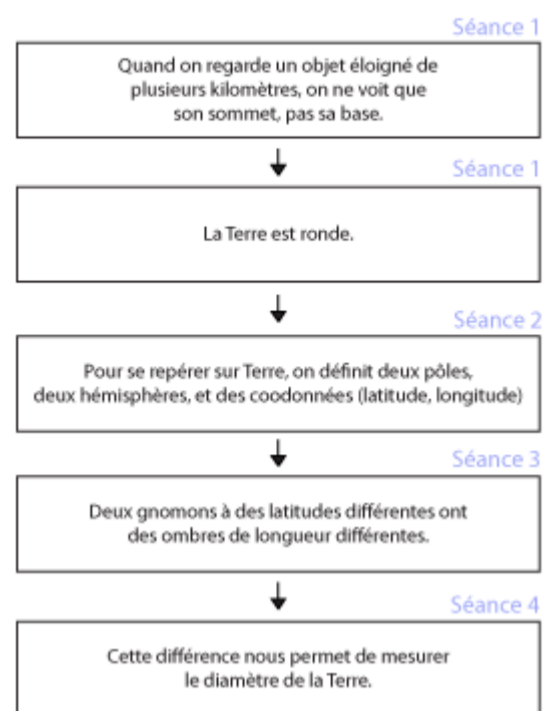 Séance 1
Quand on regarde un objet éloigné de
plusieurs kilomètres, on ne voit que
son sommet, pas sa base.
Séance 1
La Terre est ronde.
Séance 2
Pour se repérer sur Terre, on définit deux pôles,
deux hémisphères, et des coodonnées (latitude, longitude)
Séance 3
Deux gnomons à des latitudes différentes ont
des ombres de longueur différentes.
Séance 4
Cette différence nous permet de mesurer
le diamètre de la Terre.